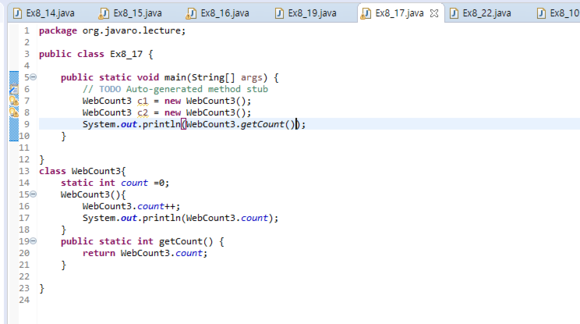 Ex8_14.java Ex8_15.java Ex8_16.java Ex8_19.java Ex8_17.java Ex8_22.java Ex8_10
1 package org.javaro.lecture;
2
3 public class Ex8_17 {
4
5 public static void main(String[] args) {
6 // TODO Auto-generated method stub
7 WebCount3 c1 = new WebCount3();
8 WebCount3 c2 = new WebCount3();
9 System.out.println(WebCount3.getCount());
10 }
11
12 }
13 class WebCount3{
14 static int count =0;
15 WebCount3(){
16 WebCount3.count++;
17 System.out.println(WebCount3.count);
18 }
19 public static int getCount() {
20 return WebCount3.count;
21 }
22
23 }
24